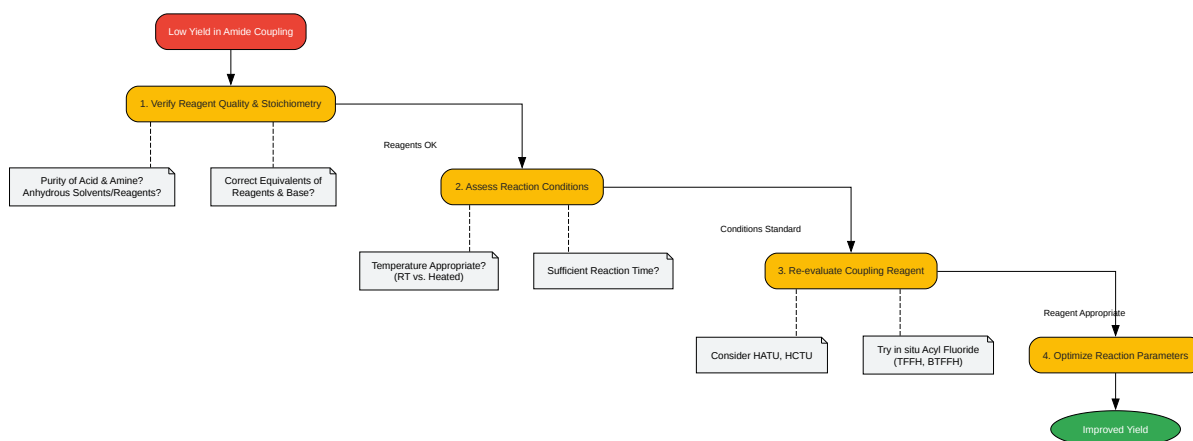 Low Yield in Amide Coupling
1. Verify Reagent Quality & Stoichiometry
Reagents OK
Purity of Acid & Amine?
Anhydrous Solvents/Reagents?
Correct Equivalents of
Reagents & Base?
2. Assess Reaction Conditions
Conditions Standard
Temperature Appropriate?
(RT vs. Heated)
Sufficient Reaction Time?
3. Re-evaluate Coupling Reagent
Reagent Appropriate
Consider HATU, HCTU
Try in situ Acyl Fluoride
(TFFH, BTFFH)
4. Optimize Reaction Parameters
Improved Yield